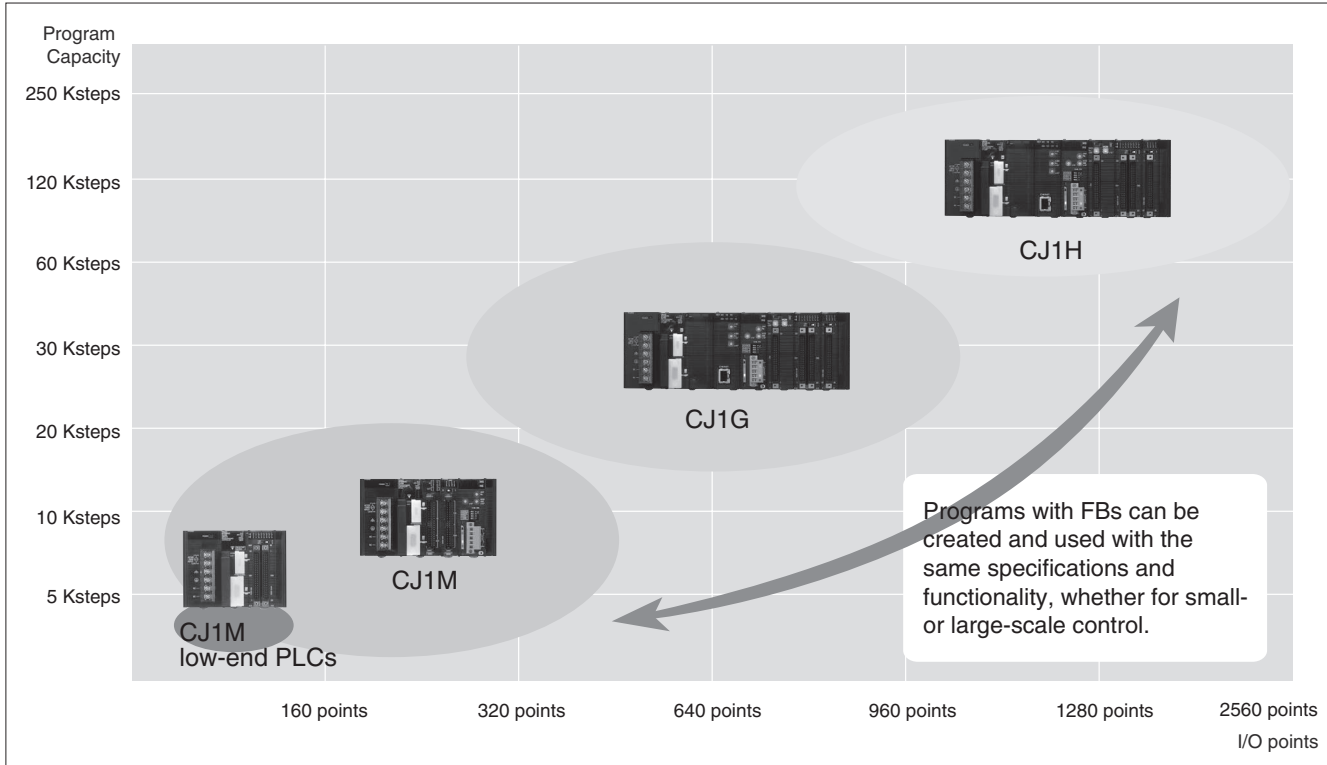 Program
Capacity
250 Ksteps
120 Ksteps
60 Ksteps
30 Ksteps
20 Ksteps
10 Ksteps
5 Ksteps
CJ1H
CJ1G
CJ1M
CJ1M
low-end PLCs
Programs with FBs can be
created and used with the
same specifications and
functionality, whether for small-
or large-scale control.
160 points
320 points
640 points
960 points
1280 points
2560 points
I/O points